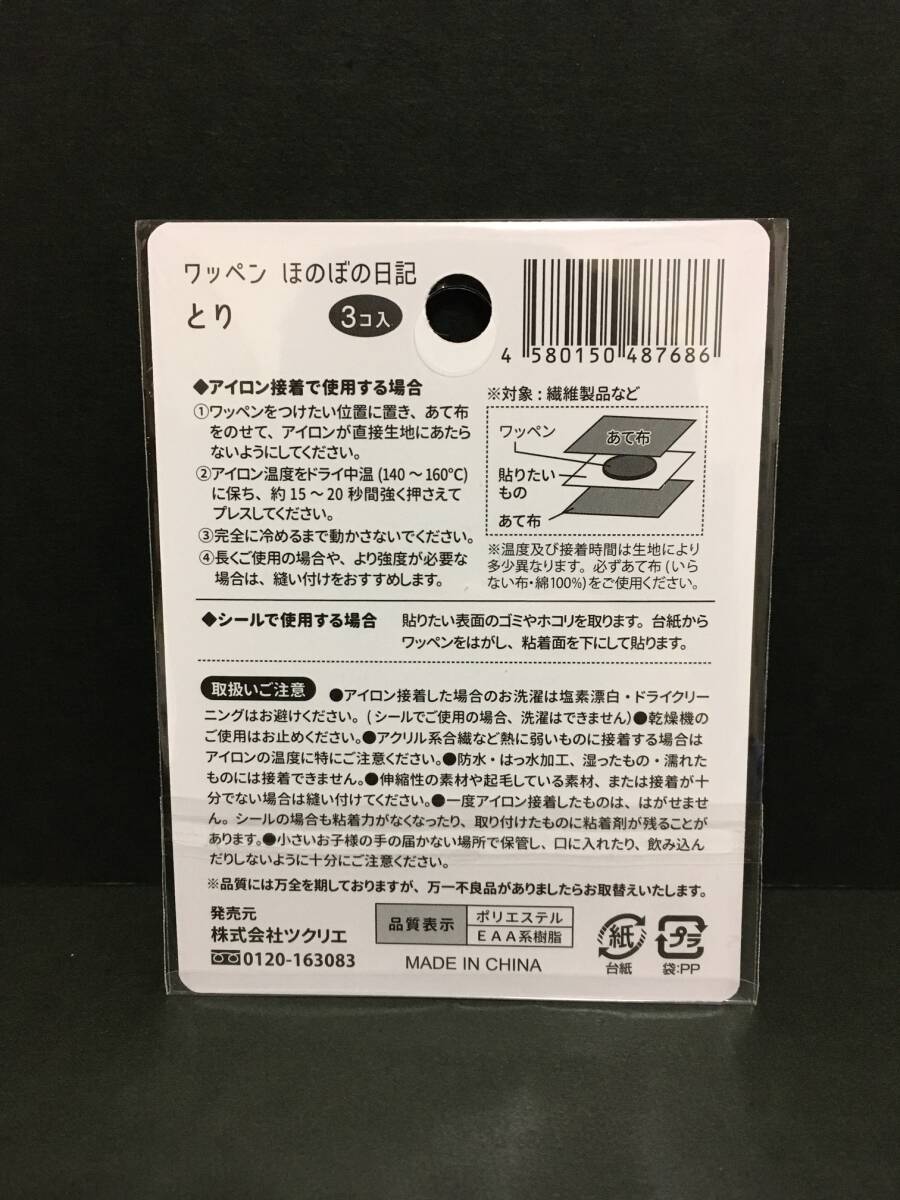 ワッペン ほのぼの日記
とり
3コ入
4 580150 487686
◆アイロン接着で使用する場合
①ワッペンをつけたい位置に置き、あて布
をのせて、アイロンが直接生地にあたら
ないようにしてください。
②アイロン温度をドライ中温(140～160℃)
に保ち、約15～20秒間強く押さえて
プレスしてください。
③完全に冷めるまで動かさないでください。
④長くご使用の場合や、より強度が必要な
場合は、縫い付けをおすすめします。
※対象：繊維製品など
ワッペン
あて布
貼りたい
もの
あて布
※温度及び接着時間は生地により
多少異なります。必ずあて布(いら
ない布・綿100%)をご使用ください。
◆シールで使用する場合
貼りたい表面のゴミやホコリを取ります。台紙から
ワッペンをはがし、粘着面を下にして貼ります。
取扱いご注意 ●アイロン接着した場合のお洗濯は塩素漂白・ドライクリー
ニングはお避けください。(シールでご使用の場合、洗濯はできません)●乾燥機の
ご使用はお止めください。●アクリル系合繊など熱に弱いものに接着する場合は
アイロンの温度に特にご注意ください。●防水・はっ水加工、湿ったもの・濡れた
ものには接着できません。●伸縮性の素材や起毛している素材、または接着が十
分でない場合は縫い付けてください。●一度アイロン接着したものは、はがせませ
ん。シールの場合も粘着力がなくなったり、取り付けたものに粘着剤が残ることが
あります。●小さいお子様の手の届かない場所で保管し、口に入れたり、飲み込ん
だりしないように十分にご注意ください。
※品質には万全を期しておりますが、万一不良品がありましたらお取替えいたします。
発売元
株式会社ツクリエ
0120-163083
品質表示
ポリエステル
EAA系樹脂
MADE IN CHINA
紙
台紙
プラ
袋:PP